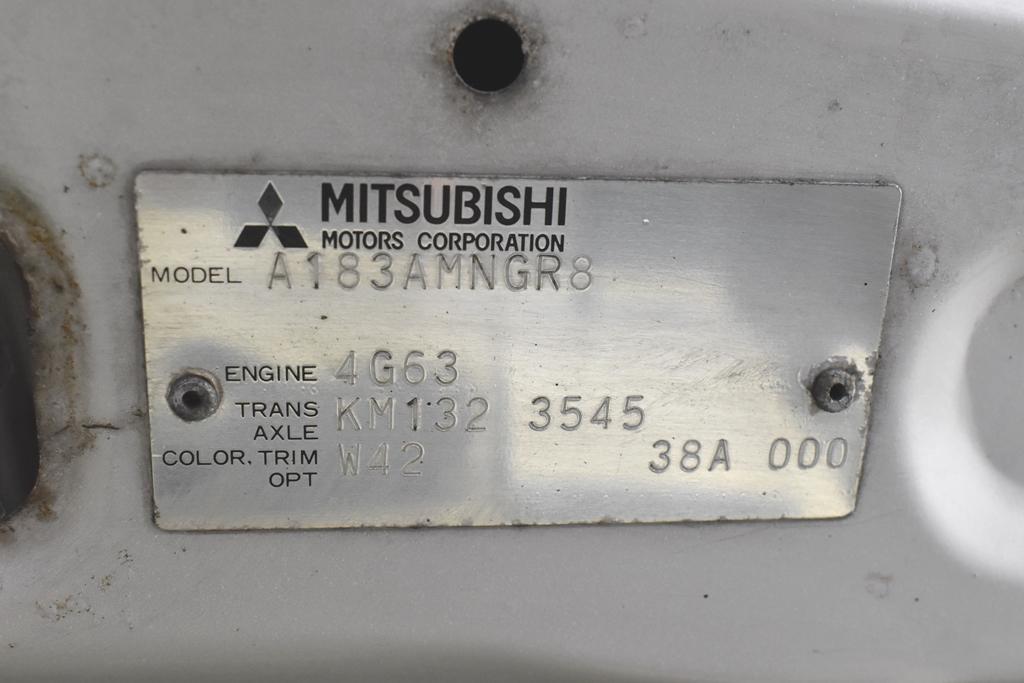 MITSUBISHI
MOTORS CORPORATION
MODEL A183AMNGR8
ENGINE 4G63
TRANS AXLE KM132 3545
COLOR.TRIM OPT W42 38A 000